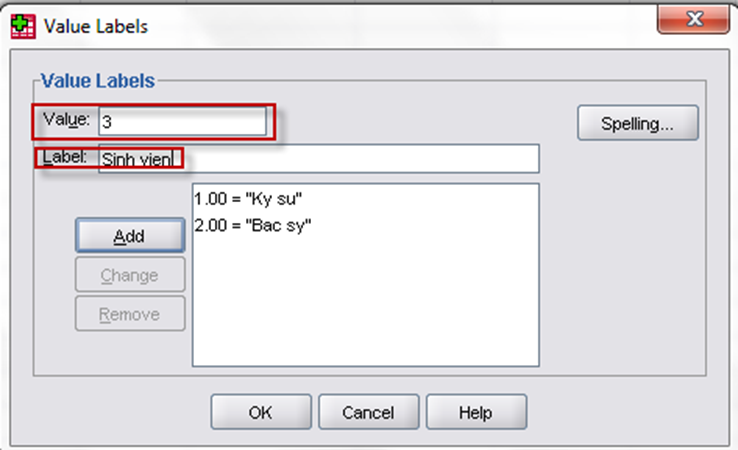 Value Labels
Value Labels
Value: 3
Spelling...
Label: Sinh vien
1.00 = "Ky su"
2.00 = "Bac sy"
Add
Change
Remove
OK Cancel Help